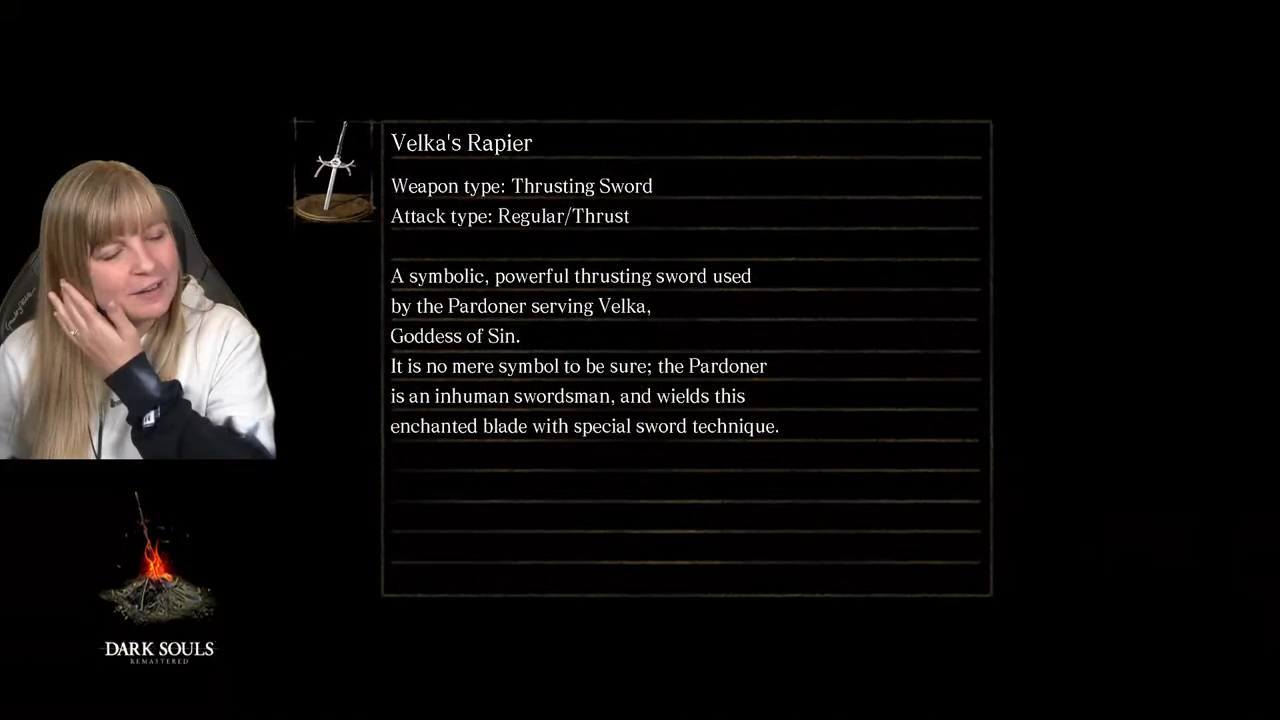 Velka's Rapier
Weapon type: Thrusting Sword
Attack type: Regular/Thrust
A symbolic, powerful thrusting sword used
by the Pardoner serving Velka,
Goddess of Sin.
It is no mere symbol to be sure; the Pardoner
is an inhuman swordsman, and wields this
enchanted blade with special sword technique.
DARK SOULS
REMASTERED